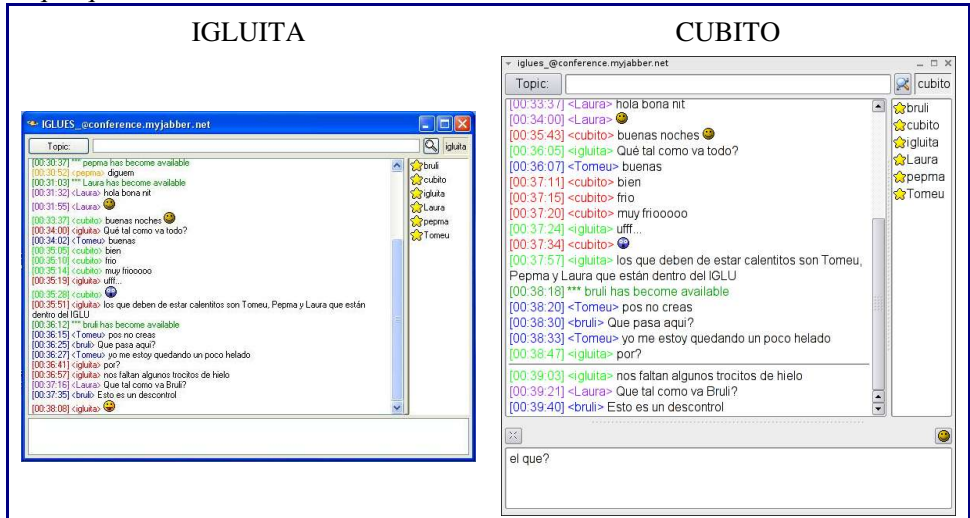 IGLUITA
CUBITO
IGLUES_@conference.myjabber.net
Topic:
igluita
[00:30:37] *** pepma has become available
[00:30:52] <pepma> diguem
[00:31:03] *** Laura has become available
[00:31:32] <Laura> hola bona nit
[00:31:55] <Laura>
[00:33:37] <cubito> buenas noches
[00:34:00] <igluita> Qué tal como va todo?
[00:34:02] <Tomeu> buenas
[00:35:05] <cubito> bien
[00:35:10] <cubito> frio
[00:35:14] <cubito> muy friooooo
[00:35:19] <igluita> ufff...
[00:35:28] <cubito>
[00:35:51] <igluita> los que deben de estar calentitos son Tomeu, Pepma y Laura que están
dentro del IGLU
[00:36:12] *** bruli has become available
[00:36:15] <Tomeu> pos no creas
[00:36:25] <bruli> Que pasa aqui?
[00:36:27] <Tomeu> yo me estoy quedando un poco helado
[00:36:41] <igluita> por?
[00:36:57] <igluita> nos faltan algunos trocitos de hielo
[00:37:16] <Laura> Que tal como va Bruli?
[00:37:35] <bruli> Esto es un descontrol
[00:38:08] <igluita>
bruli
cubito
igluita
Laura
pepma
Tomeu
iglues_@conference.myjabber.net
Topic:
cubito
[00:33:37] <Laura> hola bona nit
[00:34:00] <Laura>
[00:35:43] <cubito> buenas noches
[00:36:05] <igluita> Qué tal como va todo?
[00:36:07] <Tomeu> buenas
[00:37:11] <cubito> bien
[00:37:15] <cubito> frio
[00:37:20] <cubito> muy friooooo
[00:37:24] <igluita> ufff...
[00:37:34] <cubito>
[00:37:57] <igluita> los que deben de estar calentitos son Tomeu,
Pepma y Laura que están dentro del IGLU
[00:38:18] *** bruli has become available
[00:38:20] <Tomeu> pos no creas
[00:38:30] <bruli> Que pasa aqui?
[00:38:33] <Tomeu> yo me estoy quedando un poco helado
[00:38:47] <igluita> por?
[00:39:03] <igluita> nos faltan algunos trocitos de hielo
[00:39:21] <Laura> Que tal como va Bruli?
[00:39:40] <bruli> Esto es un descontrol
bruli
cubito
igluita
Laura
pepma
Tomeu
el que?